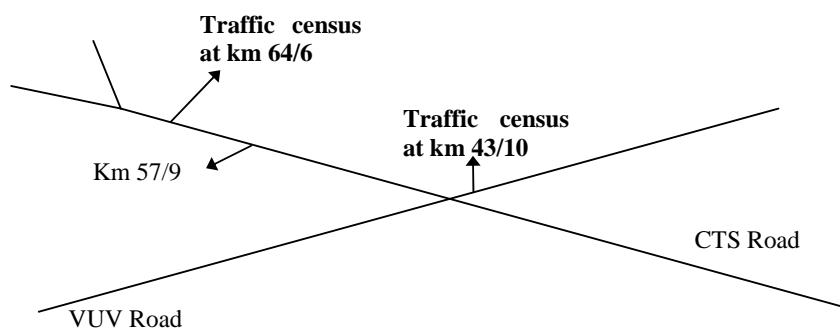 Traffic census
at km 64/6
Traffic census
at km 43/10
Km 57/9
CTS Road
VUV Road